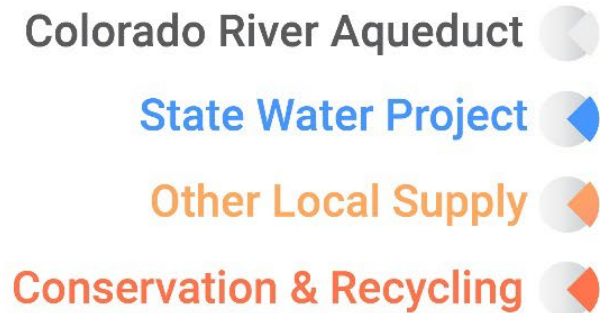 Colorado River Aqueduct
State Water Project
Other Local Supply
Conservation & Recycling